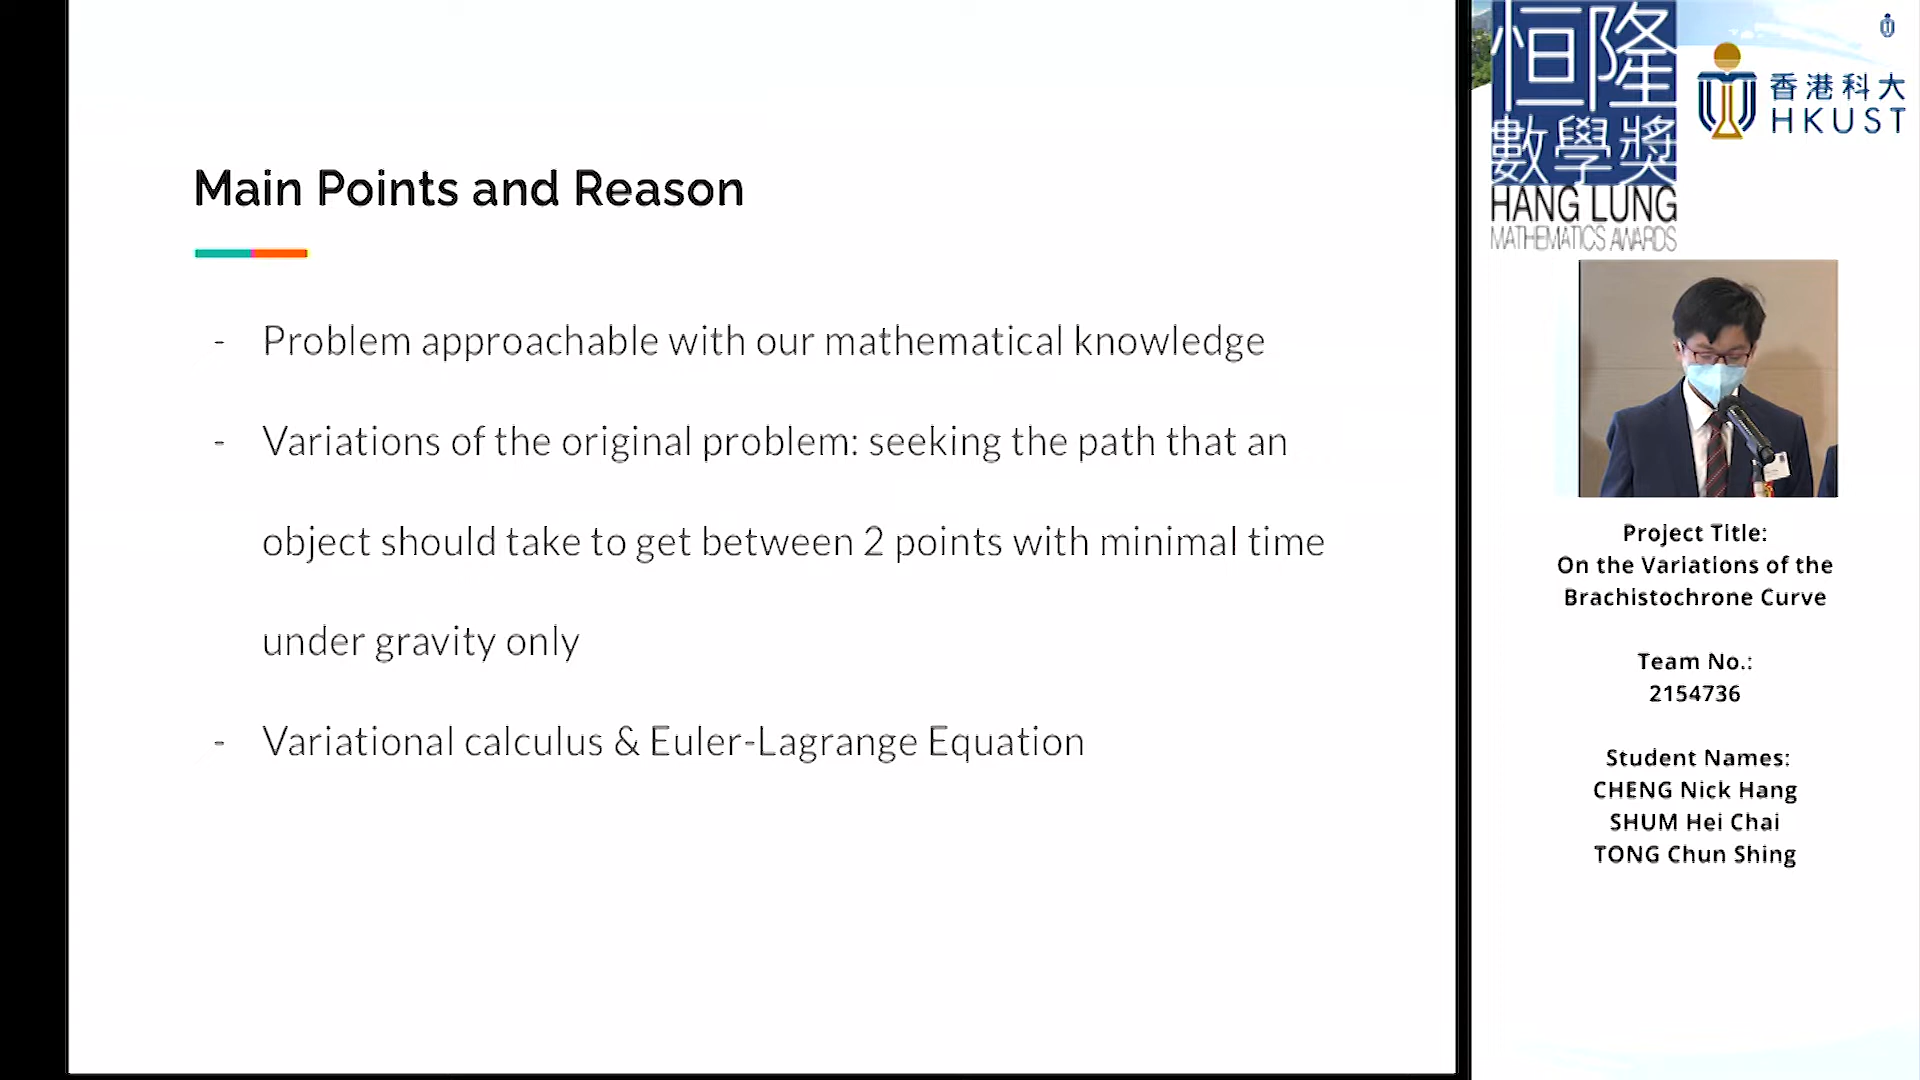 Main Points and Reason
- Problem approachable with our mathematical knowledge
- Variations of the original problem: seeking the path that an
object should take to get between 2 points with minimal time
under gravity only
- Variational calculus & Euler-Lagrange Equation
恒隆
數學獎
HANG LUNG
MATHEMATICS AWARDS
香港科大
HKUST
Project Title:
On the Variations of the
Brachistochrone Curve
Team No.:
2154736
Student Names:
CHENG Nick Hang
SHUM Hei Chai
TONG Chun Shing